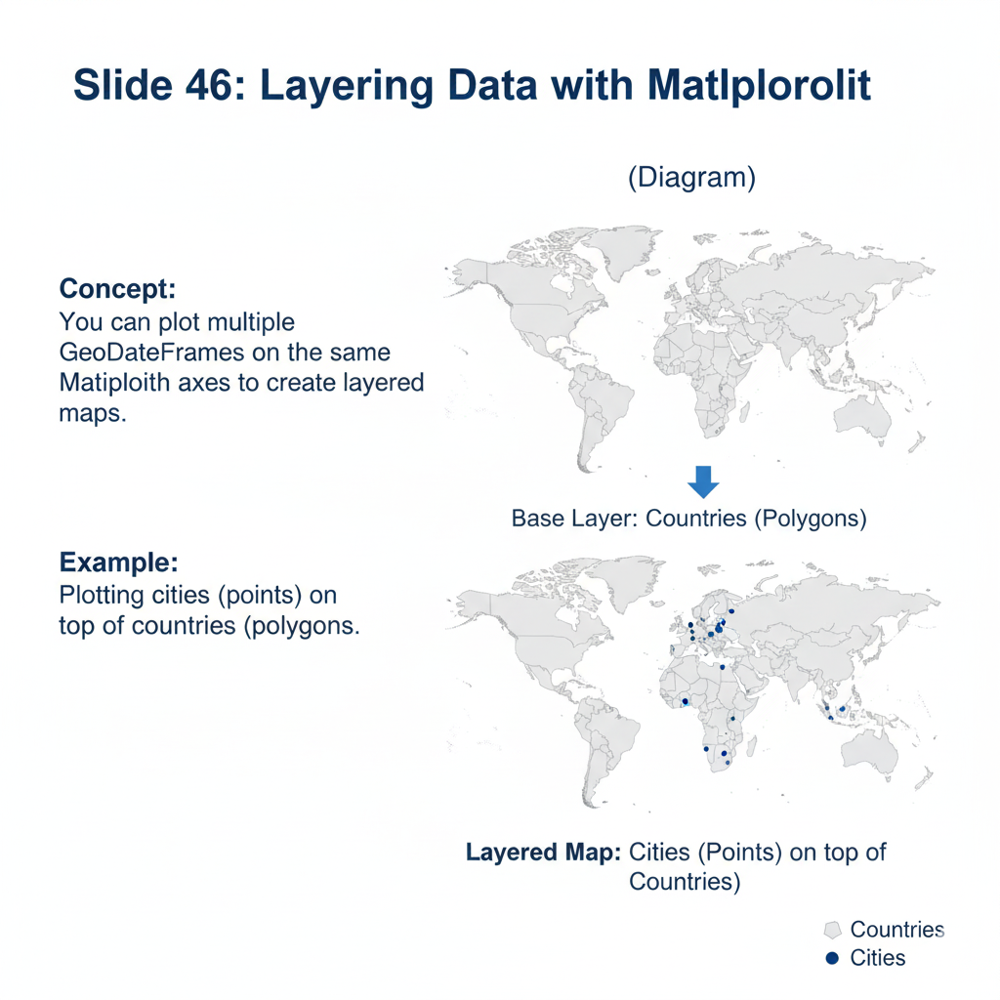 Slide 46: Layering Data with Matlplorolit
(Diagram)
Concept:
You can plot multiple
GeoDateFrames on the same
Matiploith axes to create layered
maps.
Base Layer: Countries (Polygons)
Example:
Plotting cities (points) on
top of countries (polygons.
Layered Map: Cities (Points) on top of
Countries)
Countries
Cities